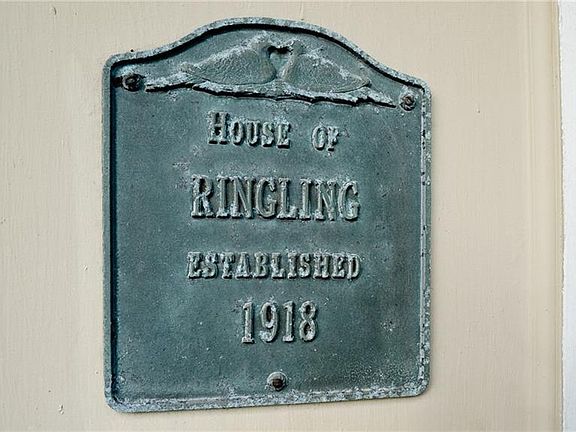 HOUSE OF
RINGLING
ESTABLISHED
1918